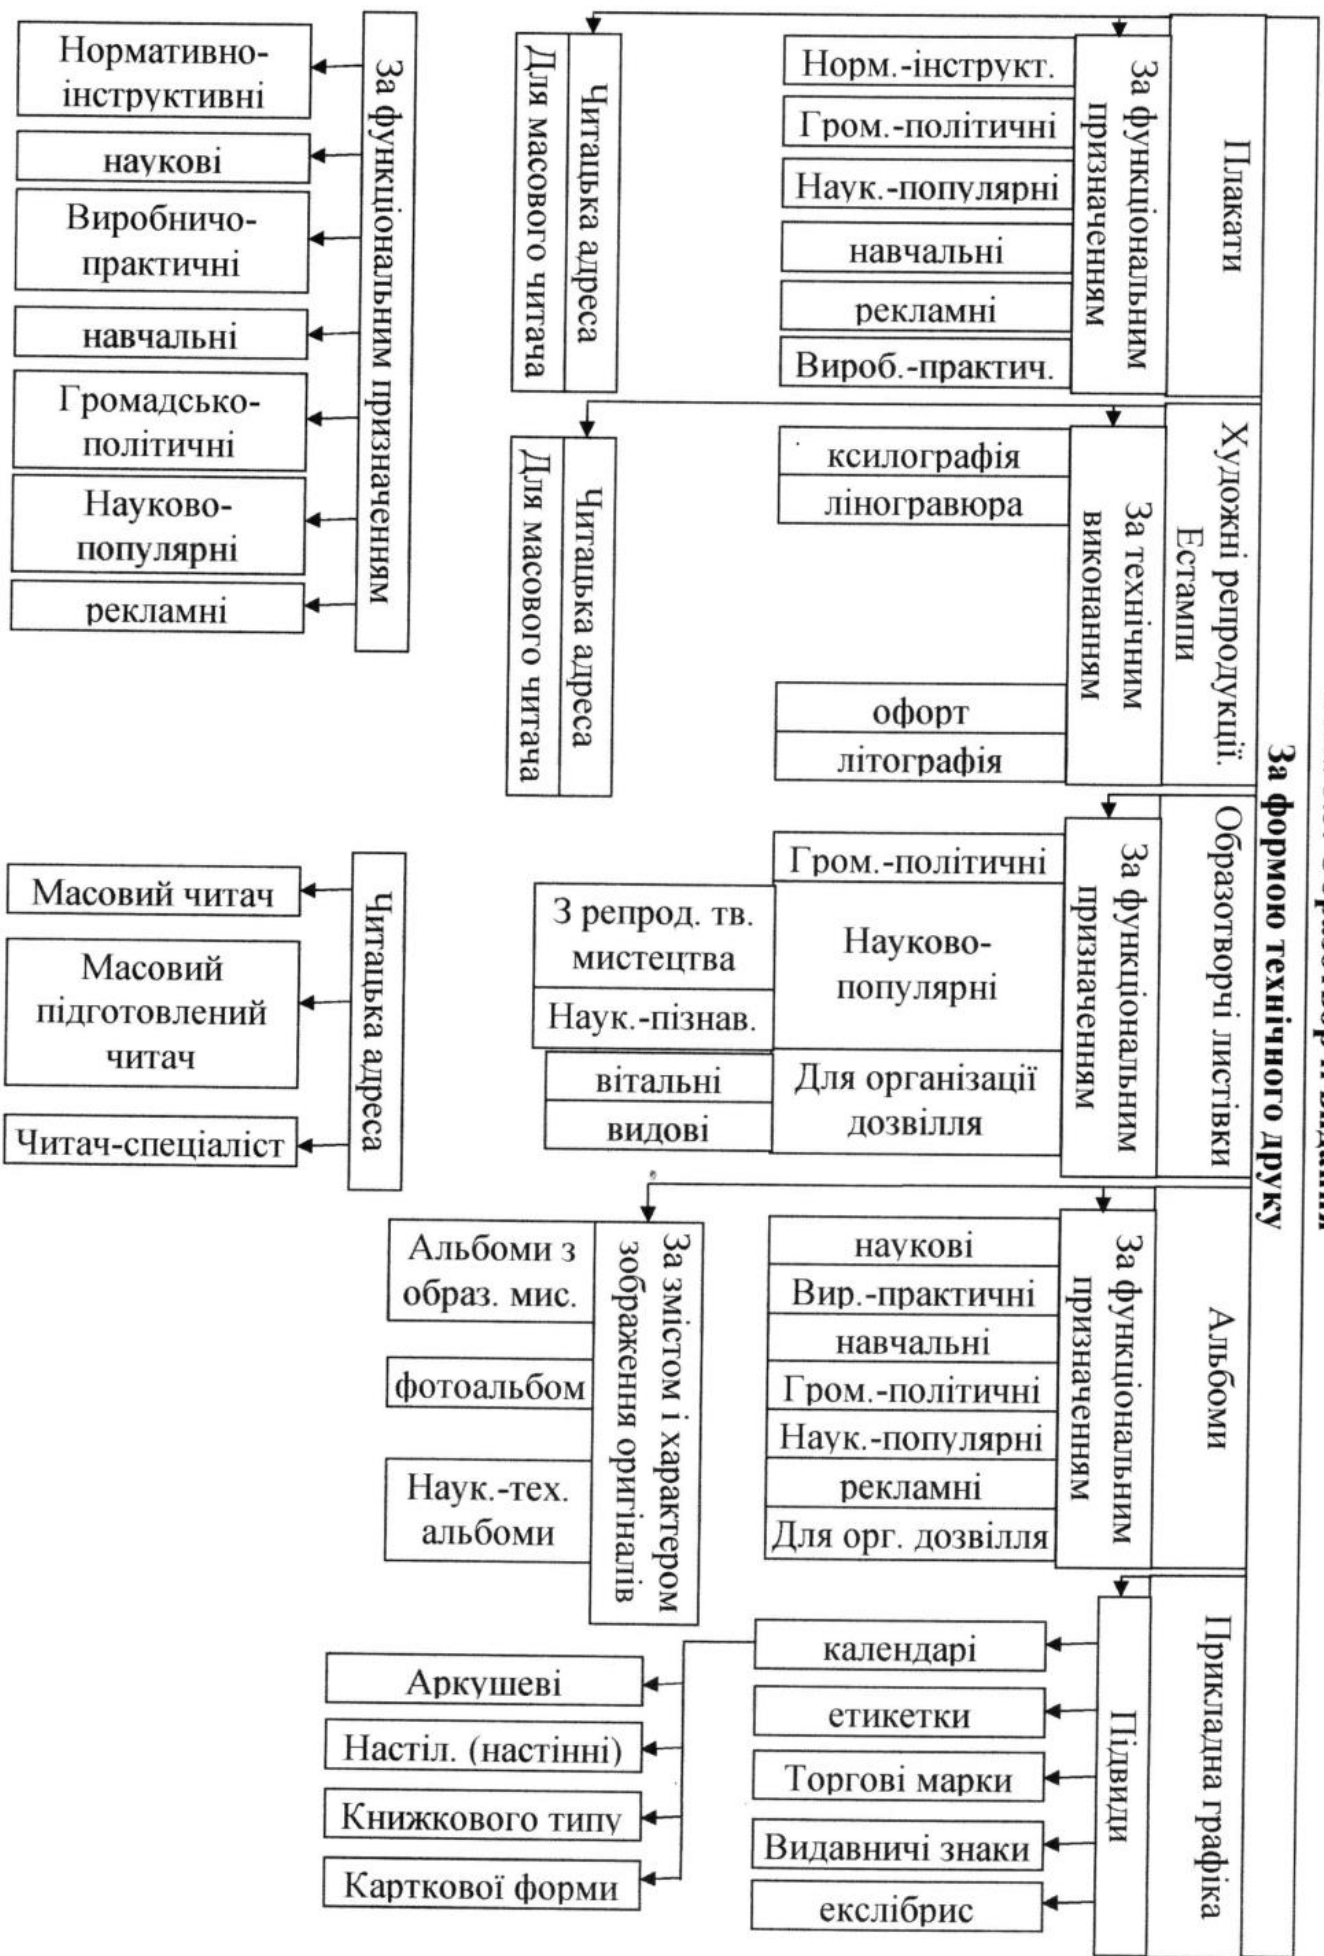 За формою технічного друку
Плакати
За функціональним
призначенням
Норм.-інструкт.
Гром.-політичні
Наук.-популярні
навчальні
рекламні
Вироб.-практич.
Читацька адреса
Для масового читача
Художні репродукції.
Естампи
За технічним
виконанням
ксилографія
ліногравюра
офорт
літографія
Читацька адреса
Для масового читача
Образотворчі листівки
За функціональним
призначенням
Гром.-політичні
Науково-
популярні
З репрод. тв.
мистецтва
Наук.-пізнав.
Для організації
дозвілля
вітальні
видові
Альбоми
За функціональним
призначенням
наукові
Вир.-практичні
навчальні
Гром.-політичні
Наук.-популярні
рекламні
Для орг. дозвілля
За змістом і характером
зображення оригіналів
Альбоми з
образ. мис.
фотоальбом
Наук.-тех.
альбоми
Прикладна графіка
Підвиди
календарі
етикетки
Торгові марки
Видавничі знаки
екслібрис
Аркушеві
Настіл. (настінні)
Книжкового типу
Карткової форми
За функціональним призначенням
Нормативно-
інструктивні
наукові
Виробничо-
практичні
навчальні
Громадсько-
політичні
Науково-
популярні
рекламні
Читацька адреса
Масовий читач
Масовий
підготовлений
читач
Читач-спеціаліст